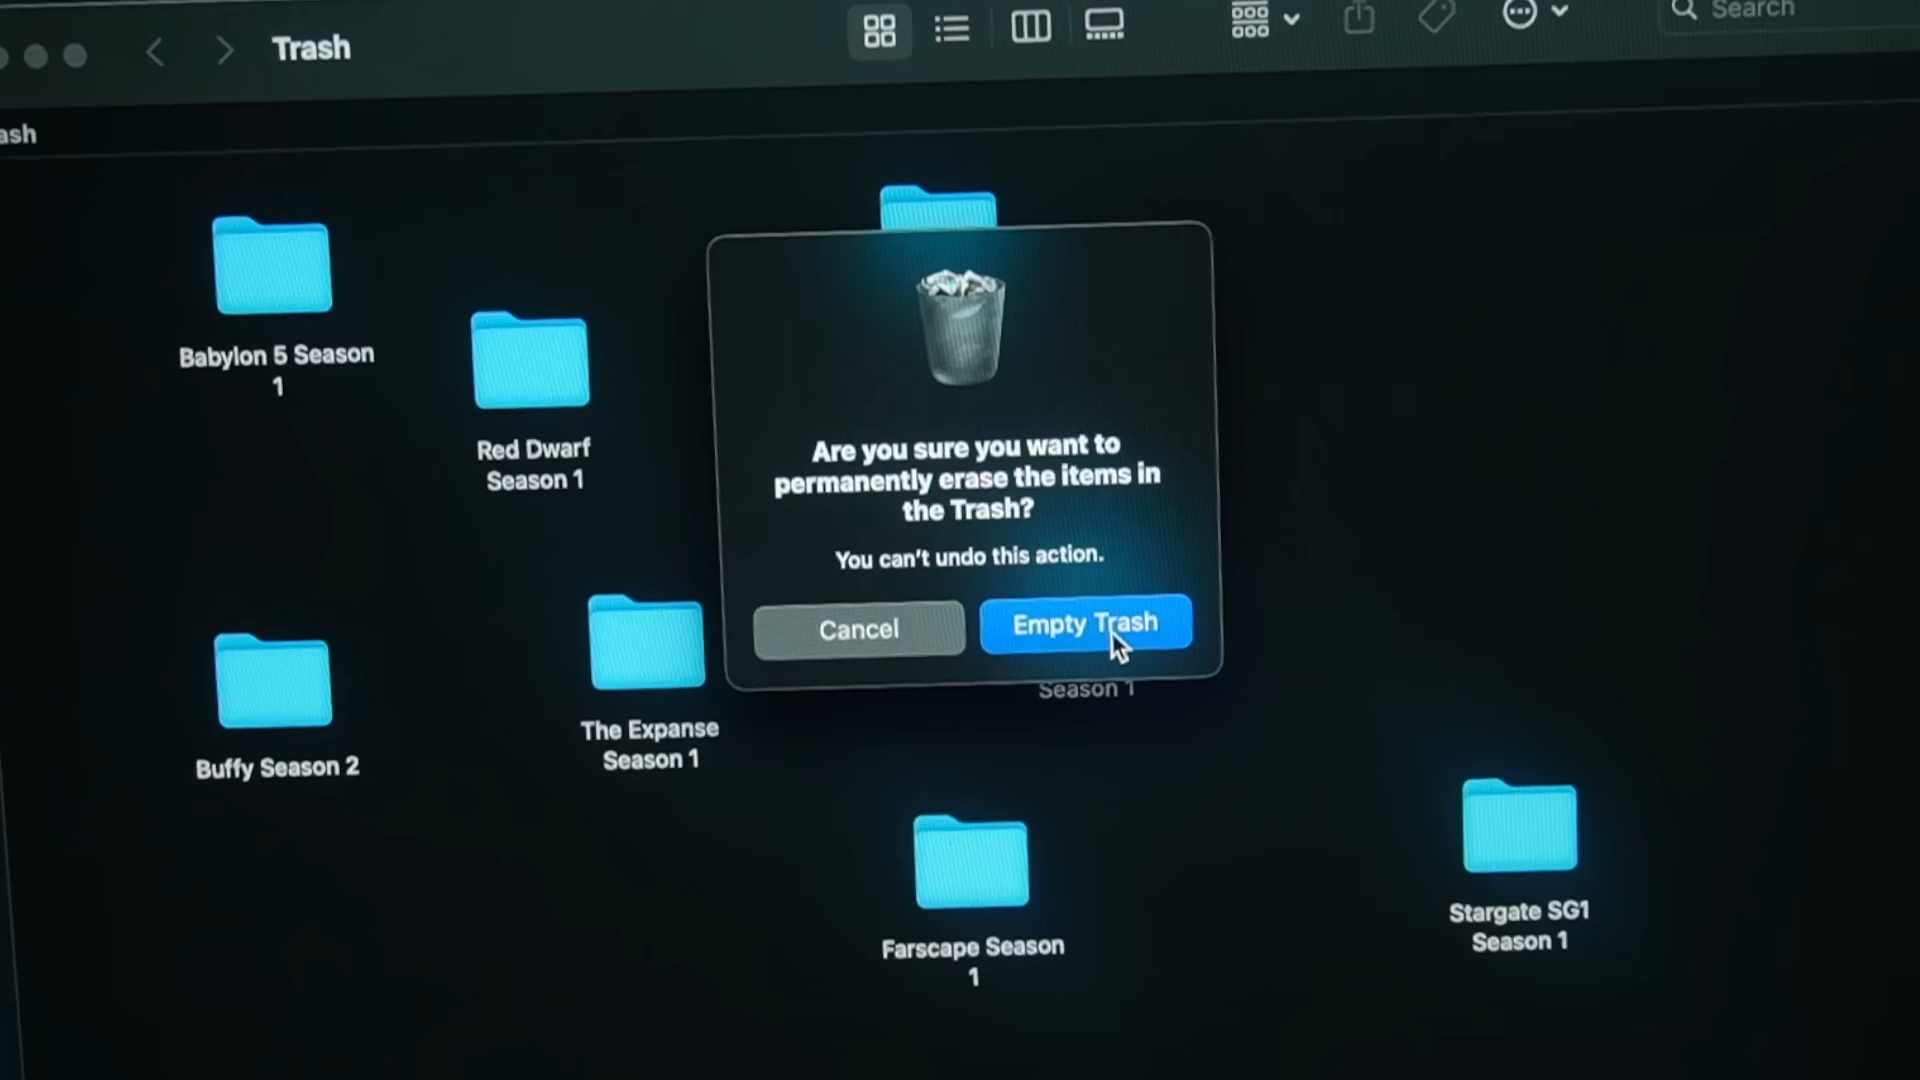 Trash
Search
ash
Babylon 5 Season
1
Red Dwarf
Season 1
Are you sure you want to
permanently erase the items in
the Trash?
You can't undo this action.
Cancel
Empty Trash
Season 1
The Expanse
Season 1
Buffy Season 2
Stargate SG1
Season 1
Farscape Season
1